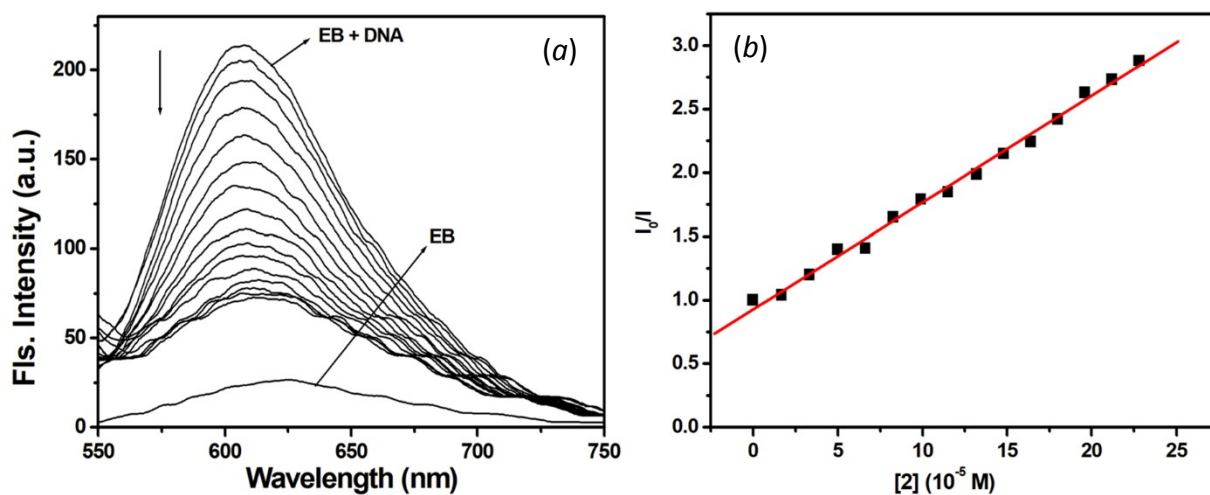 (a)
EB + DNA
EB
Fls. Intensity (a.u.)
200
150
100
50
0
550 600 650 700 750
Wavelength (nm)
(b)
I₀/I
3.0
2.5
2.0
1.5
1.0
0.5
0.0
0 5 10 15 20 25
[2] (10⁻⁵ M)